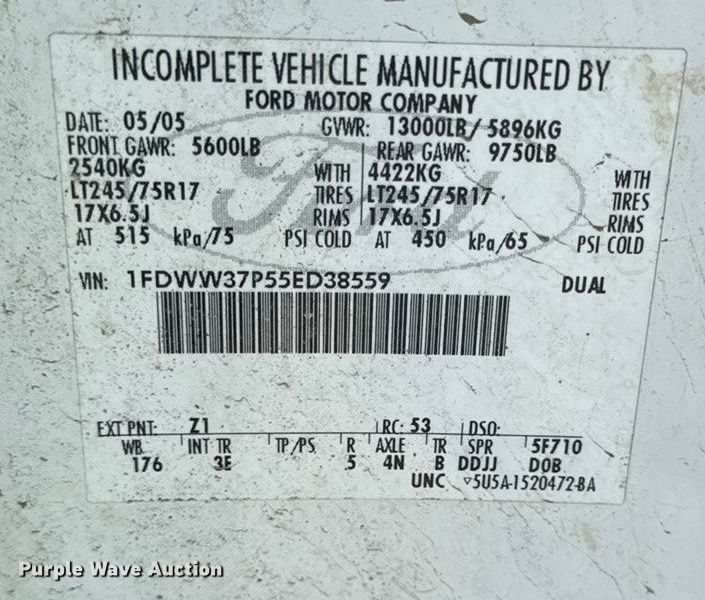 INCOMPLETE VEHICLE MANUFACTURED BY
FORD MOTOR COMPANY
DATE: 05/05 GVWR: 13000LB/ 5896KG
FRONT GAWR: 5600LB REAR GAWR: 9750LB
2540KG WITH 4422KG WITH
LT245/75R17 TIRES LT245/75R17 TIRES
17X6.5J RIMS 17X6.5J RIMS
AT 515 kPa/75 PSI COLD AT 450 kPa/65 PSI COLD
VIN: 1FDWW37P55ED38559 DUAL
Ford
EXT PNT: Z1 RC: 53 DSO:
WB INT TR TP/PS R AXLE TR SPR 5F710
176 3E 5 4N B DDJJ DOB
UNC ▿5U5A-1520472-BA
Purple Wave Auction